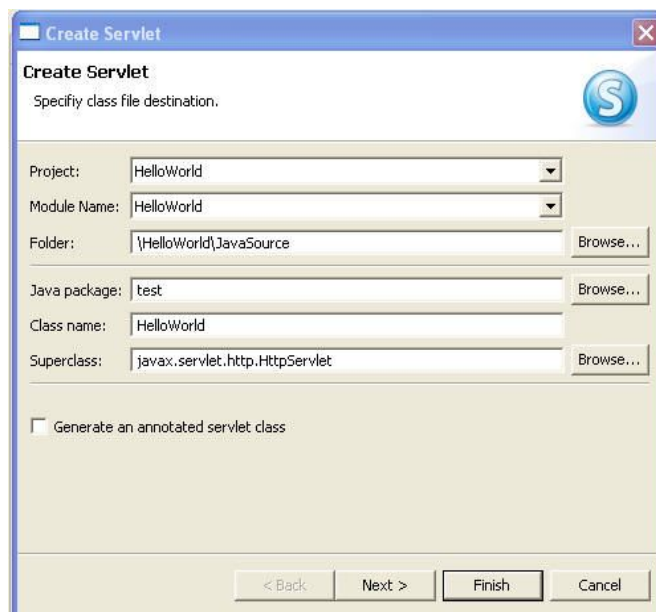 Create Servlet
Create Servlet
Specifiy class file destination.
S
Project: HelloWorld
Module Name: HelloWorld
Folder: \HelloWorld\JavaSource Browse...
Java package: test Browse...
Class name: HelloWorld
Superclass: javax.servlet.http.HttpServlet Browse...
Generate an annotated servlet class
< Back Next > Finish Cancel